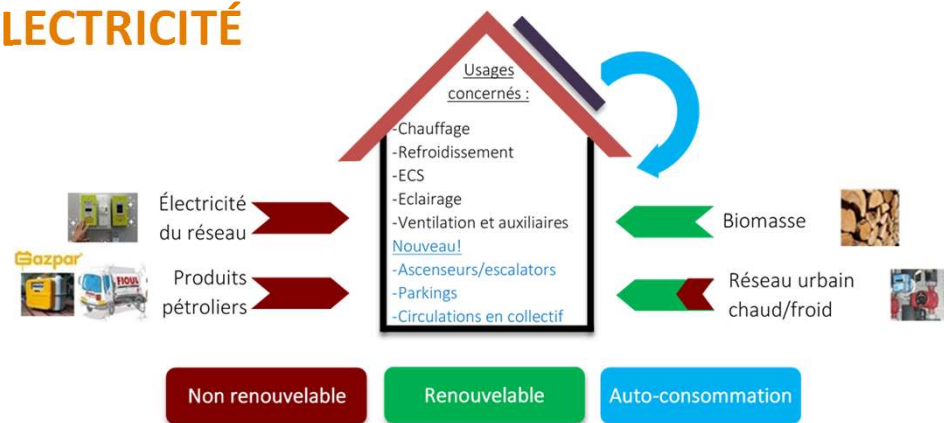 LECTRICITÉ
Usages
concernés :
-Chauffage
-Refroidissement
-ECS
-Eclairage
-Ventilation et auxiliaires
Nouveau!
-Ascenseurs/escalators
-Parkings
-Circulations en collectif
Électricité
du réseau
Gazpar
FIOUL
Produits
pétroliers
Biomasse
Réseau urbain
chaud/froid
Non renouvelable
Renouvelable
Auto-consommation